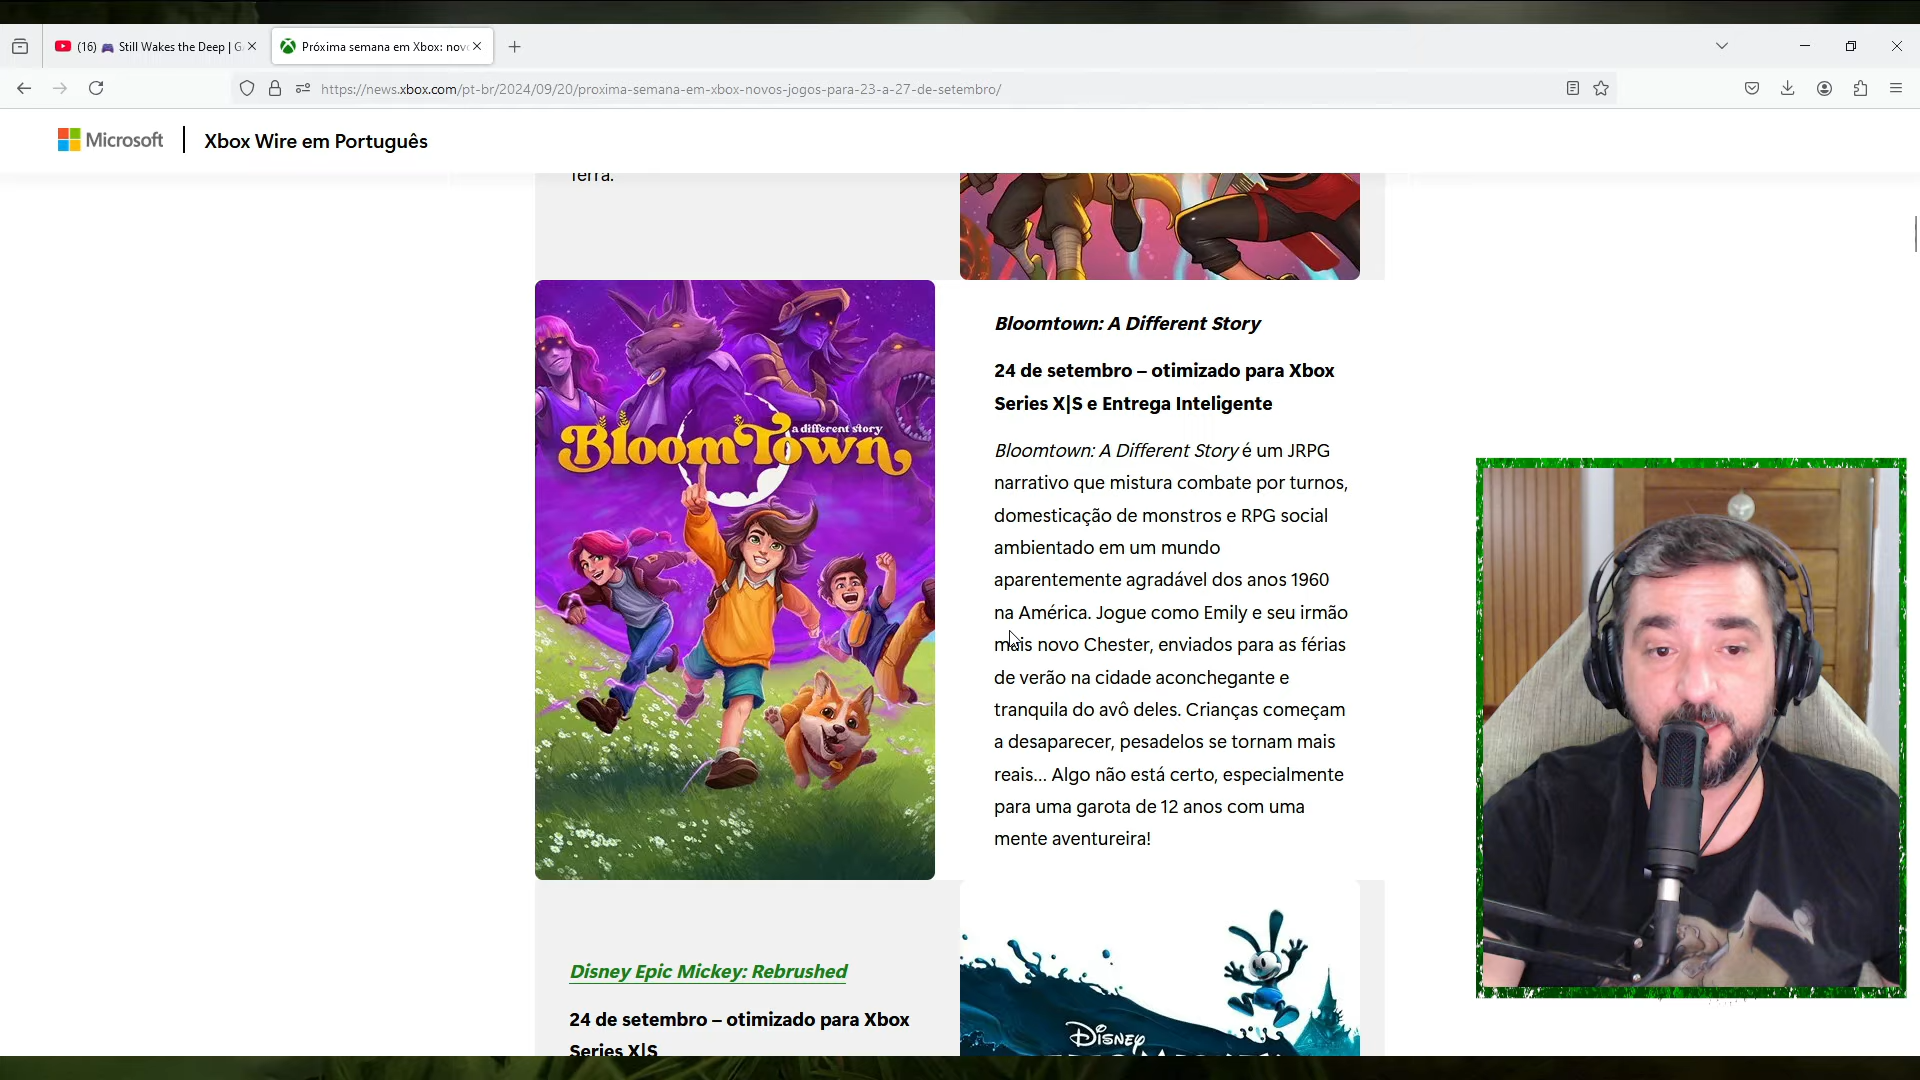 (16) 🎮 Still Wakes the Deep | G
Próxima semana em Xbox: nov
https://news.xbox.com/pt-br/2024/09/20/proxima-semana-em-xbox-novos-jogos-para-23-a-27-de-setembro/
Microsoft
Xbox Wire em Português
Terra.
a different story
BloomTown
Bloomtown: A Different Story
24 de setembro – otimizado para Xbox
Series X|S e Entrega Inteligente
Bloomtown: A Different Story é um JRPG
narrativo que mistura combate por turnos,
domesticação de monstros e RPG social
ambientado em um mundo
aparentemente agradável dos anos 1960
na América. Jogue como Emily e seu irmão
mais novo Chester, enviados para as férias
de verão na cidade aconchegante e
tranquila do avô deles. Crianças começam
a desaparecer, pesadelos se tornam mais
reais... Algo não está certo, especialmente
para uma garota de 12 anos com uma
mente aventureira!
Disney Epic Mickey: Rebrushed
24 de setembro – otimizado para Xbox
Series X|S
Disney